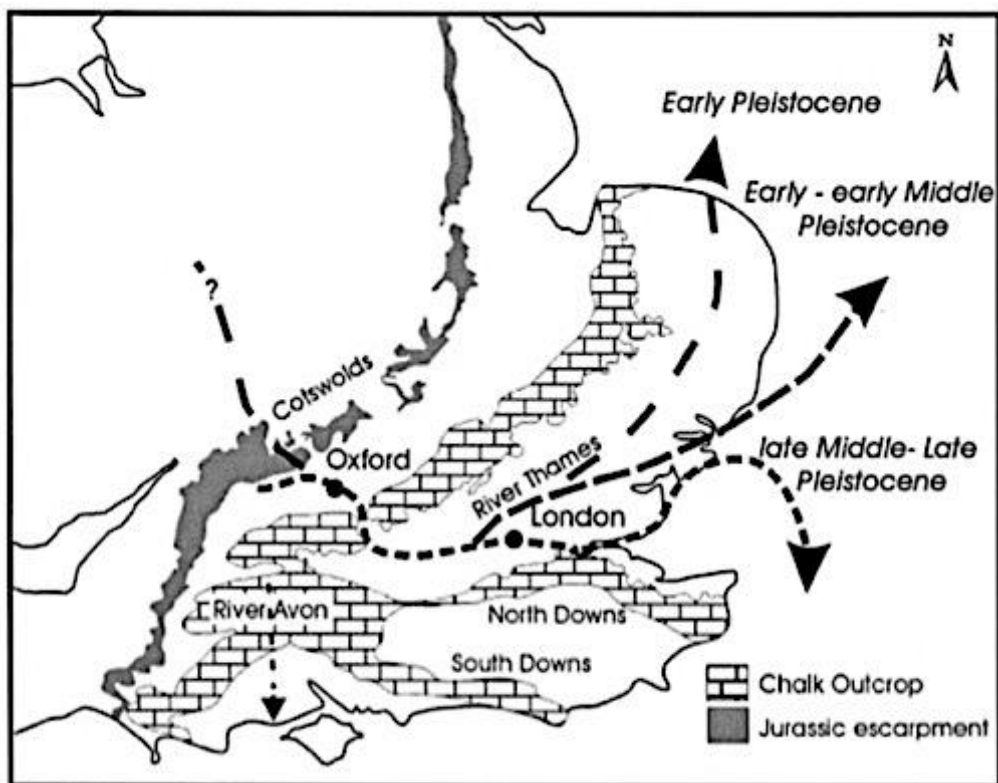 N
Early Pleistocene
Early - early Middle
Pleistocene
?
Cotswolds
Oxford
River Thames
late Middle- Late
Pleistocene
London
River Avon
North Downs
South Downs
Chalk Outcrop
Jurassic escarpment